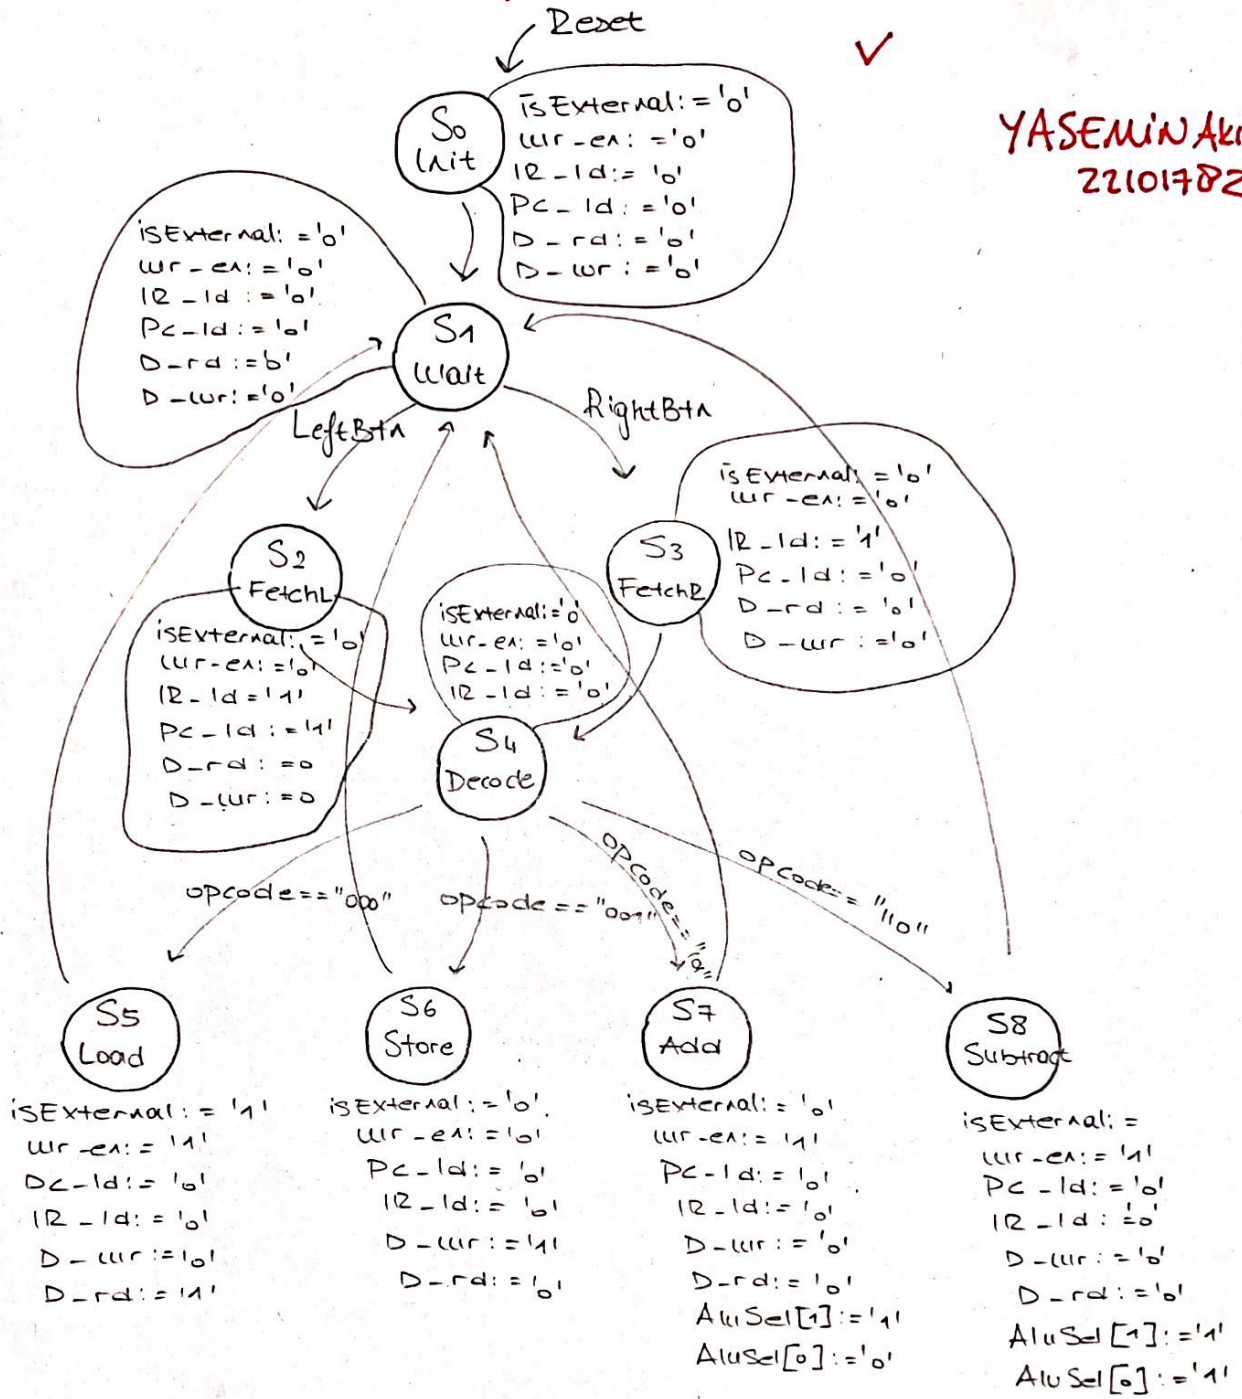 Reset
✓
YASEMiN Akı
22101782
S0
Init
isExternal:='0'
wr-en:='0'
IR-ld:='0'
PC-ld:='0'
D-rd:='0'
D-wr:='0'
isExternal:='0'
wr-en:='0'
IR-ld:='0'
PC-ld:='0'
D-rd:='0'
D-wr:='0'
S1
Wait
LeftBtn
RightBtn
S2
FetchL
isExternal:='0'
wr-en:='0'
IR-ld='1'
PC-ld:='1'
D-rd:=0
D-wr:=0
S3
FetchR
isExternal:='0'
wr-en:='0'
IR-ld:='1'
PC-ld:='0'
D-rd:='0'
D-wr:='0'
isExternal:='0'
wr-en:='0'
PC-ld:='0'
IR-ld:='0'
S4
Decode
opcode=="000"
opcode=="001"
opcode==
opcode=="110"
S5
Load
isExternal:='1'
wr-en:='1'
PC-ld:='0'
IR-ld:='0'
D-wr:='0'
D-rd:='1'
S6
Store
isExternal:='0'
wr-en:='0'
PC-ld:='0'
IR-ld:='0'
D-wr:='1'
D-rd:='0'
S7
Add
isExternal:='0'
wr-en:='1'
PC-ld:='0'
IR-ld:='0'
D-wr:='0'
D-rd:='0'
AluSel[1]:='1'
AluSel[0]:='0'
S8
Subtract
isExternal:=
wr-en:='1'
PC-ld:='0'
IR-ld:='0'
D-wr:='0'
D-rd:='0'
AluSel[1]:='1'
AluSel[0]:='1'